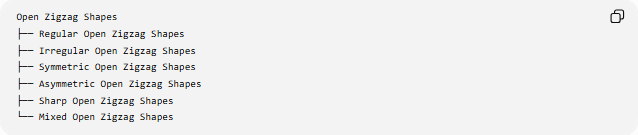 Open Zigzag Shapes
├── Regular Open Zigzag Shapes
├── Irregular Open Zigzag Shapes
├── Symmetric Open Zigzag Shapes
├── Asymmetric Open Zigzag Shapes
├── Sharp Open Zigzag Shapes
└── Mixed Open Zigzag Shapes